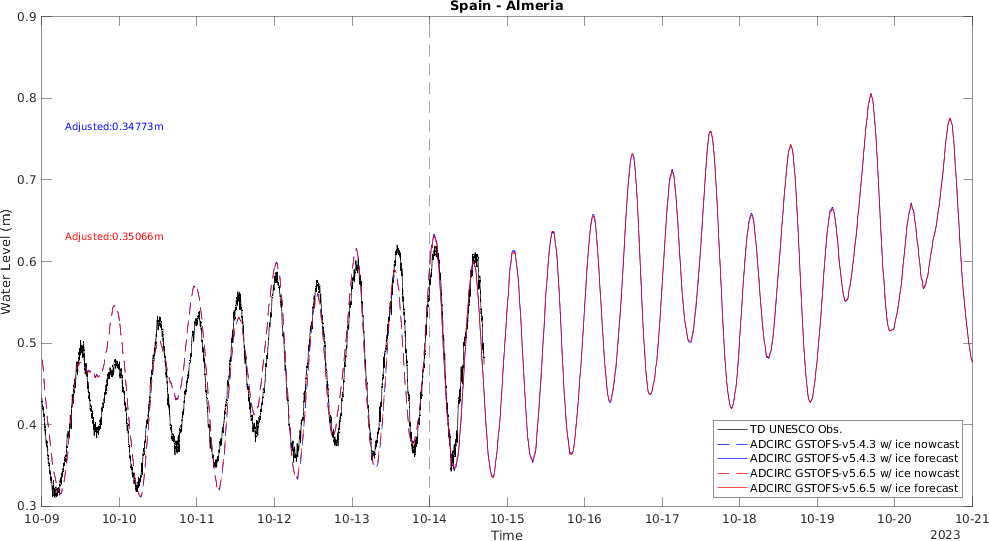 Spain - Almeria
0.9
0.8
0.7
0.6
0.5
0.4
0.3
Water Level (m)
Adjusted:0.34773m
Adjusted:0.35066m
TD UNESCO Obs.
ADCIRC GSTOFS-v5.4.3 w/ ice nowcast
ADCIRC GSTOFS-v5.4.3 w/ ice forecast
ADCIRC GSTOFS-v5.6.5 w/ ice nowcast
ADCIRC GSTOFS-v5.6.5 w/ ice forecast
10-09 10-10 10-11 10-12 10-13 10-14 10-15 10-16 10-17 10-18 10-19 10-20 10-21
Time
2023